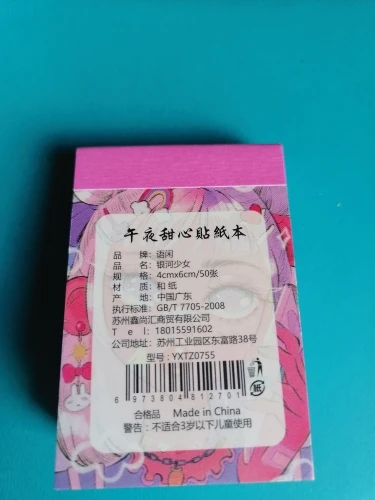 午夜甜心貼紙本
品 牌：语闲
品 名：银河少女
规 格：4cmx6cm/50张
材 质：和 纸
产 地：中国广东
执行标准：GB/T 7705-2008
苏州鑫尚汇商贸有限公司
T e l：18015591602
公司地址：苏州工业园区东富路38号
型号：YXTZ0755
6 973804 812701
纸
合格品 Made in China
警告：不适合3岁以下儿童使用